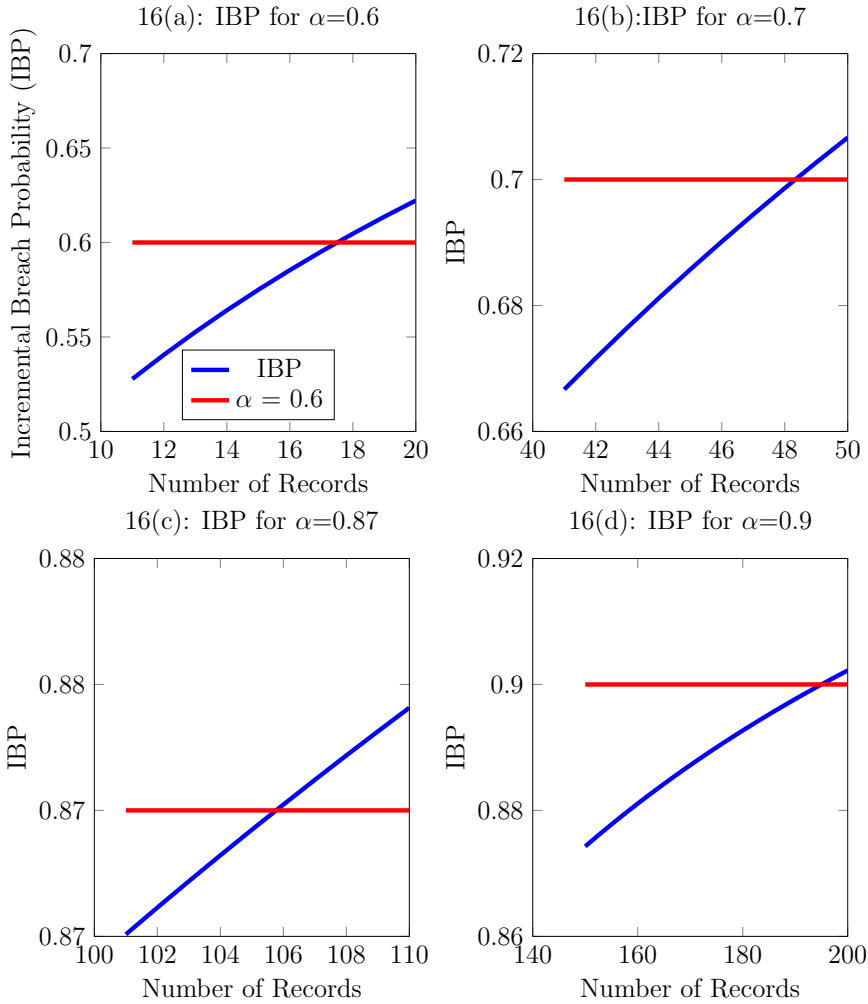 16(a): IBP for α=0.6
Incremental Breach Probability (IBP)
0.7
0.65
0.6
0.55
0.5
IBP
α = 0.6
10 12 14 16 18 20
Number of Records
16(b):IBP for α=0.7
IBP
0.72
0.7
0.68
0.66
40 42 44 46 48 50
Number of Records
16(c): IBP for α=0.87
IBP
0.88
0.88
0.87
0.87
100 102 104 106 108 110
Number of Records
16(d): IBP for α=0.9
IBP
0.92
0.9
0.88
0.86
140 160 180 200
Number of Records